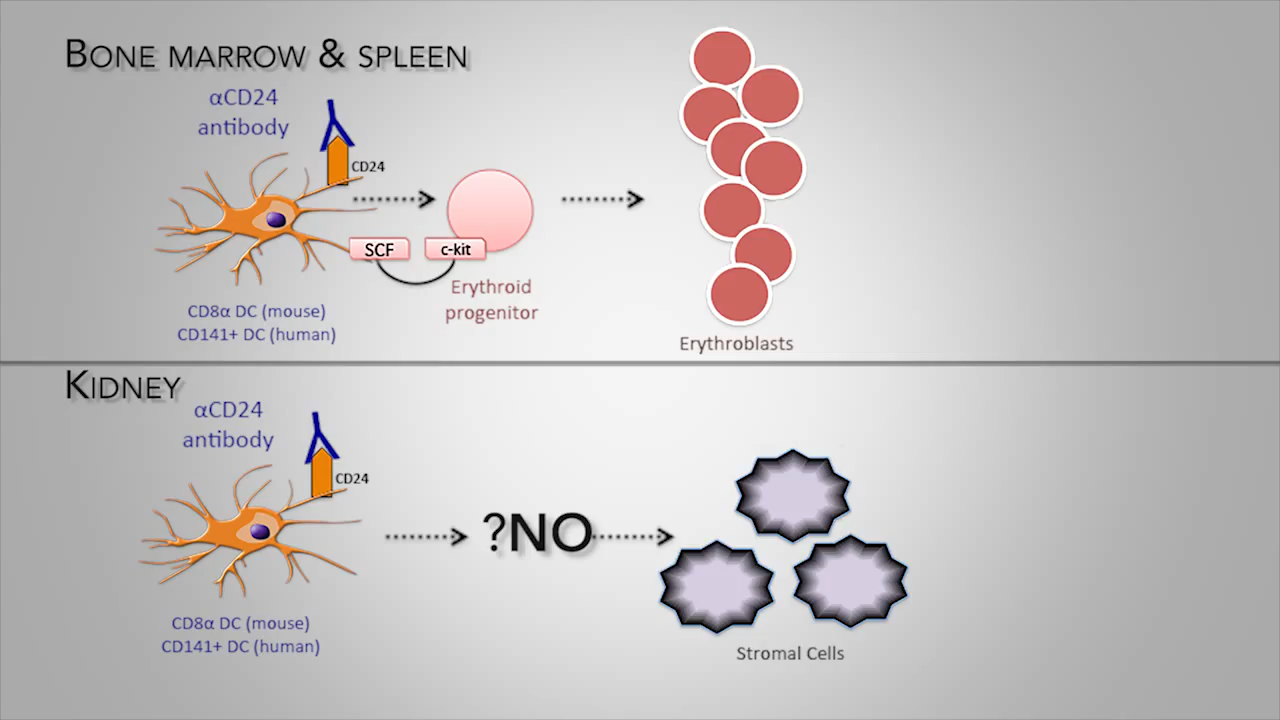 BONE MARROW & SPLEEN
αCD24
antibody
CD24
SCF
c-kit
Erythroid
progenitor
CD8α DC (mouse)
CD141+ DC (human)
Erythroblasts
KIDNEY
αCD24
antibody
CD24
?NO
CD8α DC (mouse)
CD141+ DC (human)
Stromal Cells